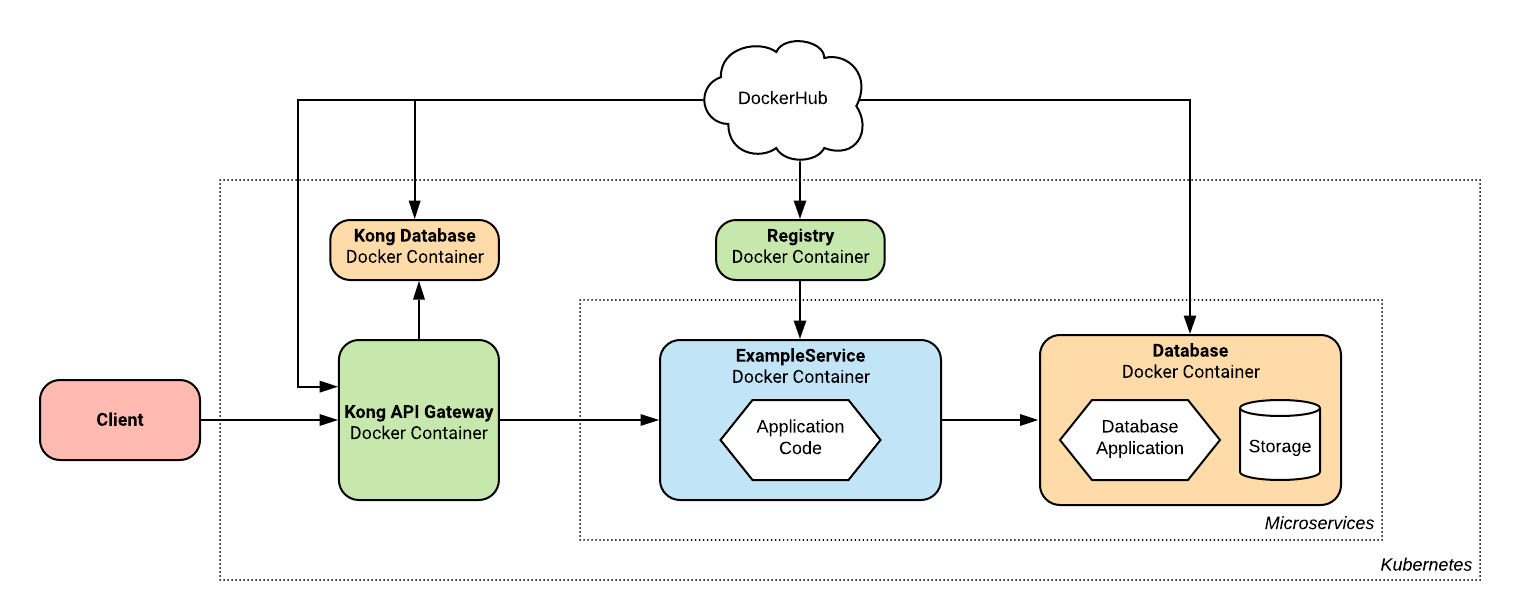 DockerHub
Kong Database
Docker Container
Registry
Docker Container
Client
Kong API Gateway
Docker Container
ExampleService
Docker Container
Application
Code
Database
Docker Container
Database
Application
Storage
Microservices
Kubernetes